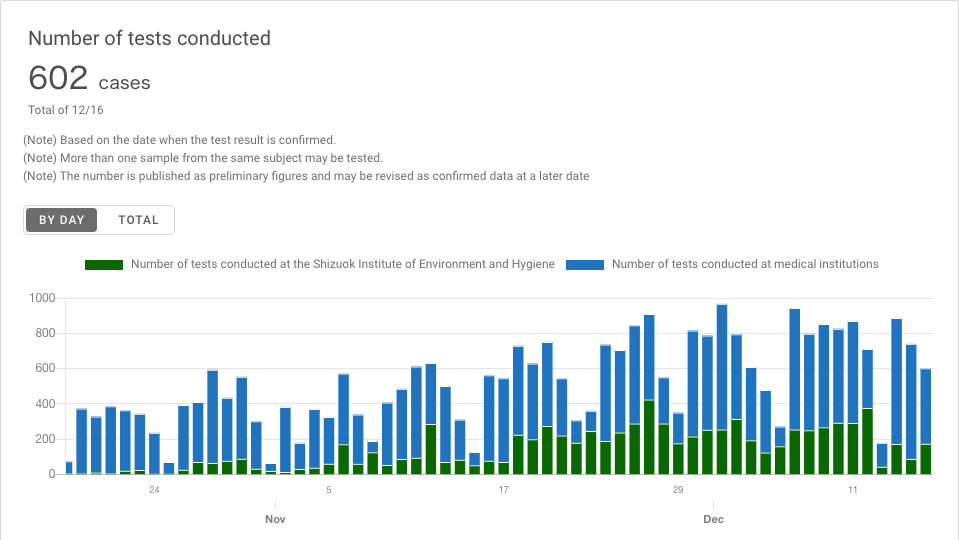 Number of tests conducted
602 cases
Total of 12/16
(Note) Based on the date when the test result is confirmed.
(Note) More than one sample from the same subject may be tested.
(Note) The number is published as preliminary figures and may be revised as confirmed data at a later date
BY DAY TOTAL
Number of tests conducted at the Shizuok Institute of Environment and Hygiene Number of tests conducted at medical institutions
1000
800
600
400
200
0
24 5 17 29 11
Nov Dec